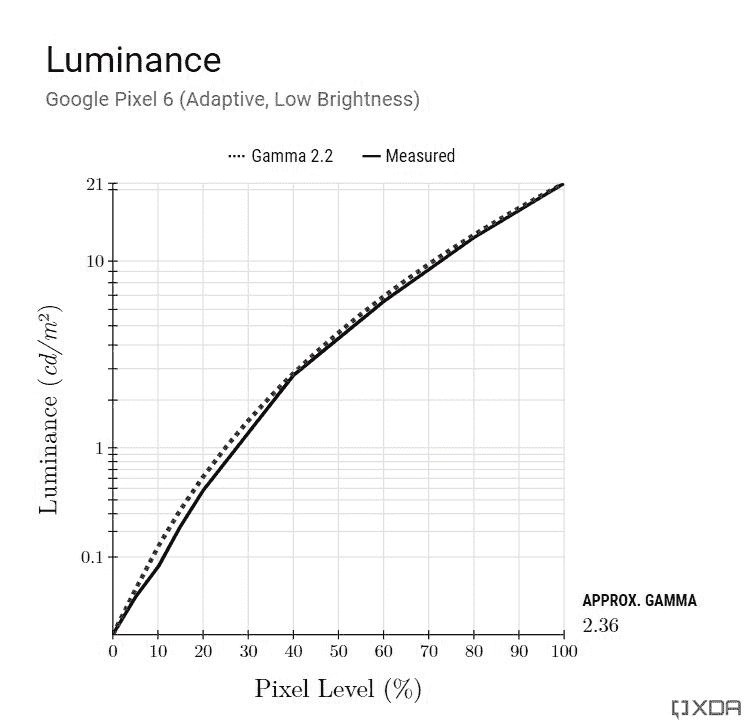 Luminance
Google Pixel 6 (Adaptive, Low Brightness)
Gamma 2.2 Measured
21
10
1
0.1
Luminance (cd/m²)
0 10 20 30 40 50 60 70 80 90 100
Pixel Level (%)
APPROX. GAMMA
2.36
XDA